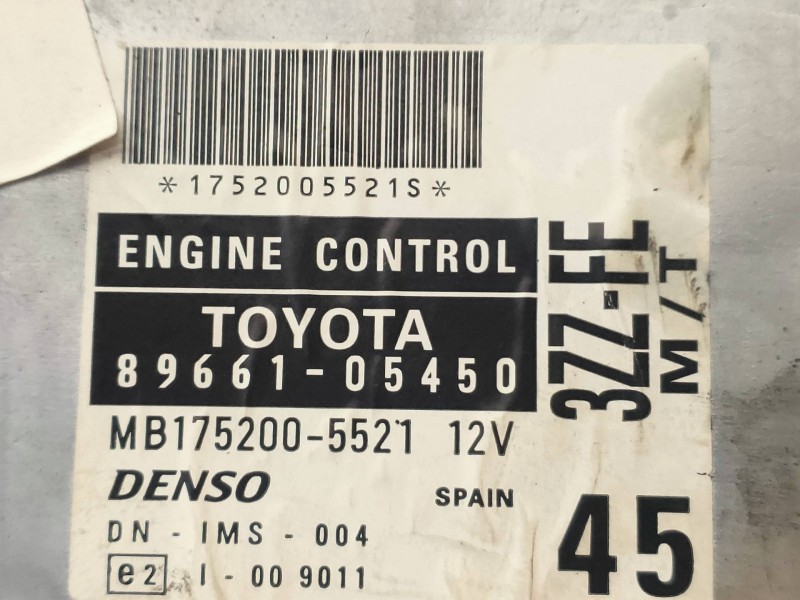 *1752005521S*
ENGINE CONTROL
TOYOTA
89661-05450
3ZZ-FE
M/T
MB175200-5521 12V
DENSO SPAIN
DN - IMS - 004
45
e2 I - 00 9011